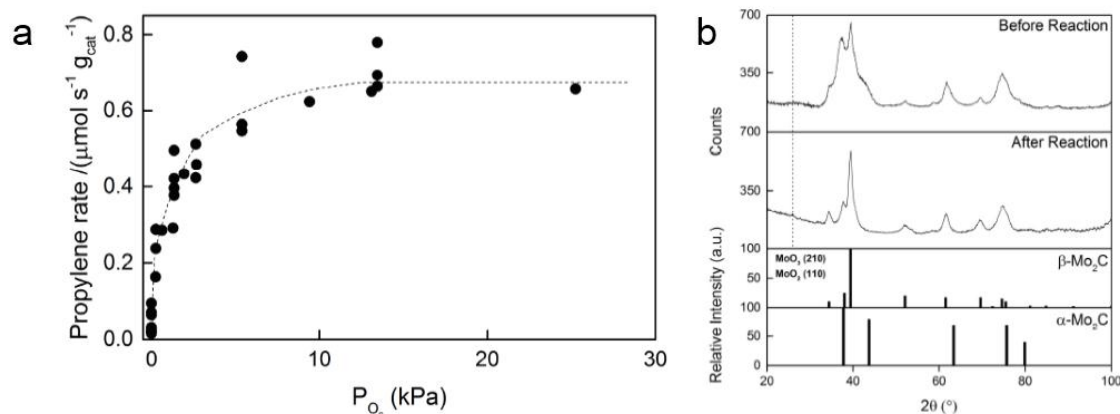 a
Propylene rate /(μmol s⁻¹ g_cat⁻¹)
0.8
0.6
0.4
0.2
0.0
0
10
20
30
P_O₂ (kPa)
b
Counts
Relative Intensity (a.u.)
700
350
Before Reaction
700
350
After Reaction
100
50
MoO₃ (210)
MoO₂ (110)
β-Mo₂C
100
50
0
α-Mo₂C
20
40
60
80
100
2θ (°)